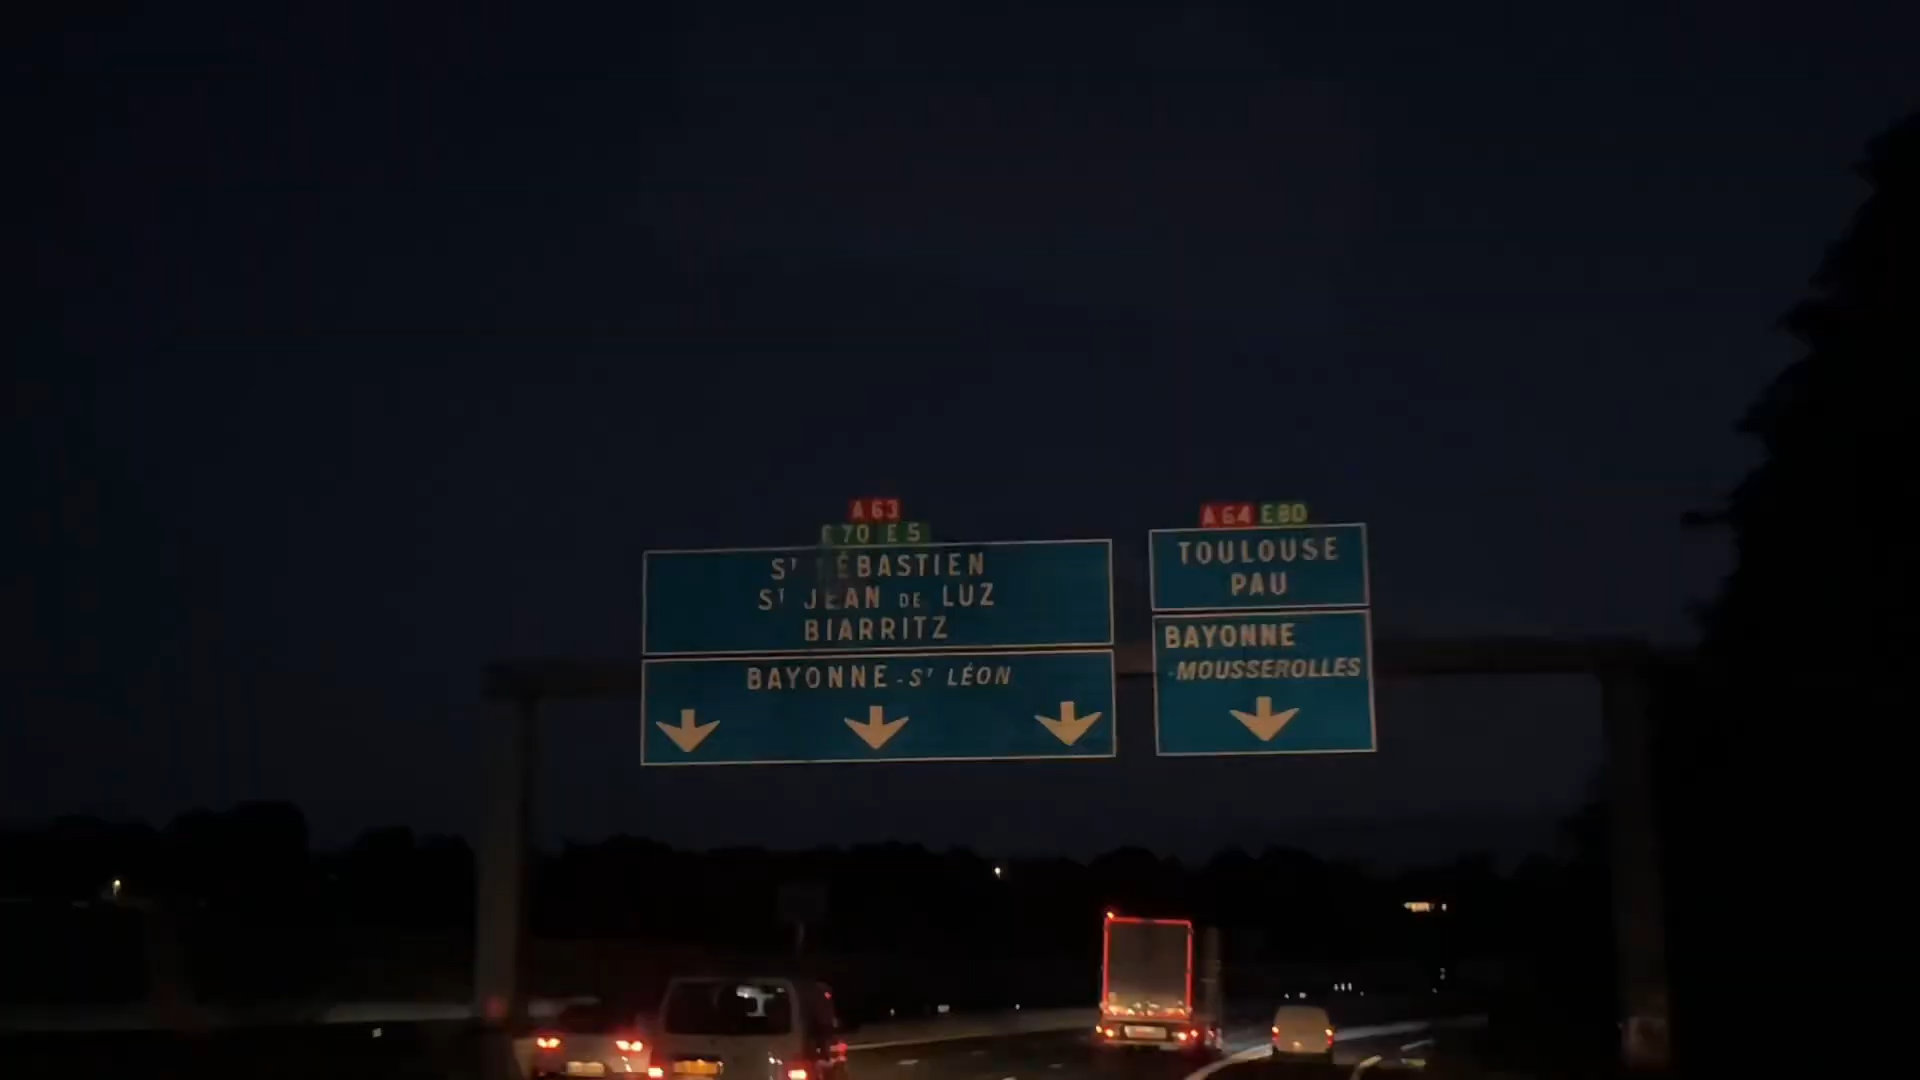 A 63
E 70 E 5
Sᵀ SÉBASTIEN
Sᵀ JEAN DE LUZ
BIARRITZ
BAYONNE - Sᵀ LÉON
A 64 E 80
TOULOUSE
PAU
BAYONNE
-MOUSSEROLLES